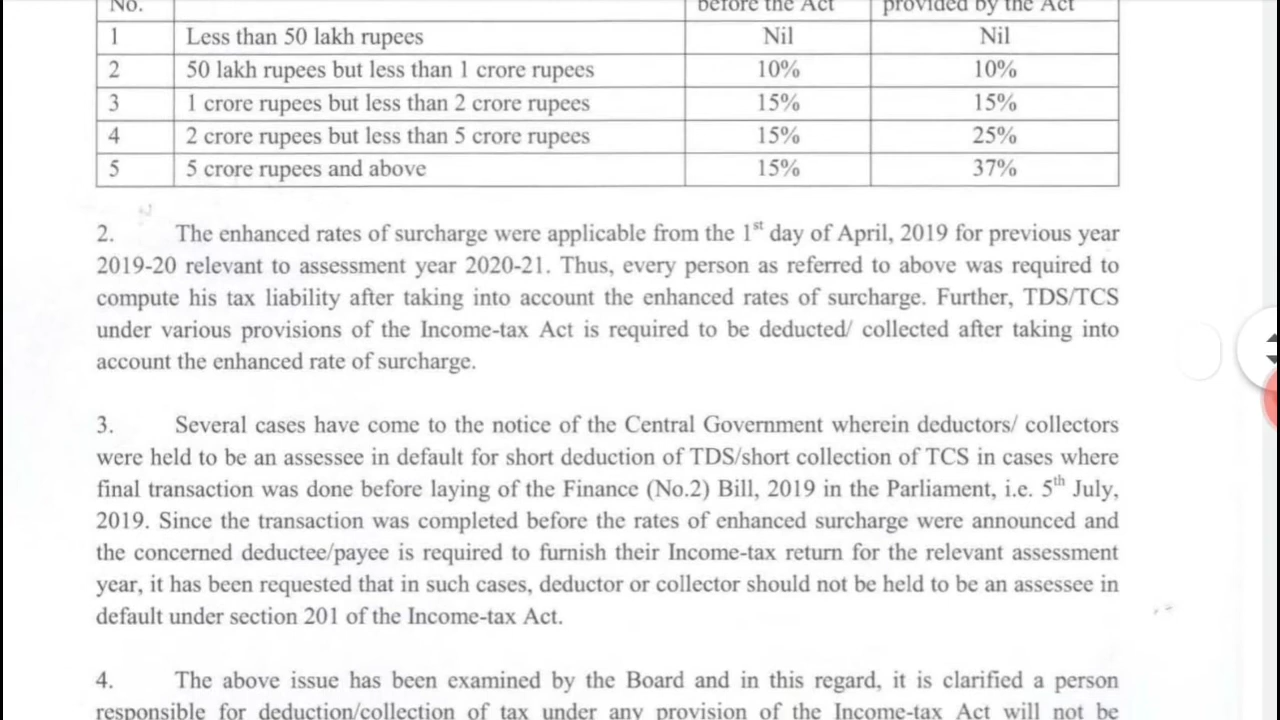 No. before the Act provided by the Act
1 Less than 50 lakh rupees Nil Nil
2 50 lakh rupees but less than 1 crore rupees 10% 10%
3 1 crore rupees but less than 2 crore rupees 15% 15%
4 2 crore rupees but less than 5 crore rupees 15% 25%
5 5 crore rupees and above 15% 37%
2. The enhanced rates of surcharge were applicable from the 1st day of April, 2019 for previous year
2019-20 relevant to assessment year 2020-21. Thus, every person as referred to above was required to
compute his tax liability after taking into account the enhanced rates of surcharge. Further, TDS/TCS
under various provisions of the Income-tax Act is required to be deducted/ collected after taking into
account the enhanced rate of surcharge.
3. Several cases have come to the notice of the Central Government wherein deductors/ collectors
were held to be an assessee in default for short deduction of TDS/short collection of TCS in cases where
final transaction was done before laying of the Finance (No.2) Bill, 2019 in the Parliament, i.e. 5th July,
2019. Since the transaction was completed before the rates of enhanced surcharge were announced and
the concerned deductee/payee is required to furnish their Income-tax return for the relevant assessment
year, it has been requested that in such cases, deductor or collector should not be held to be an assessee in
default under section 201 of the Income-tax Act.
4. The above issue has been examined by the Board and in this regard, it is clarified a person
responsible for deduction/collection of tax under any provision of the Income-tax Act will not be